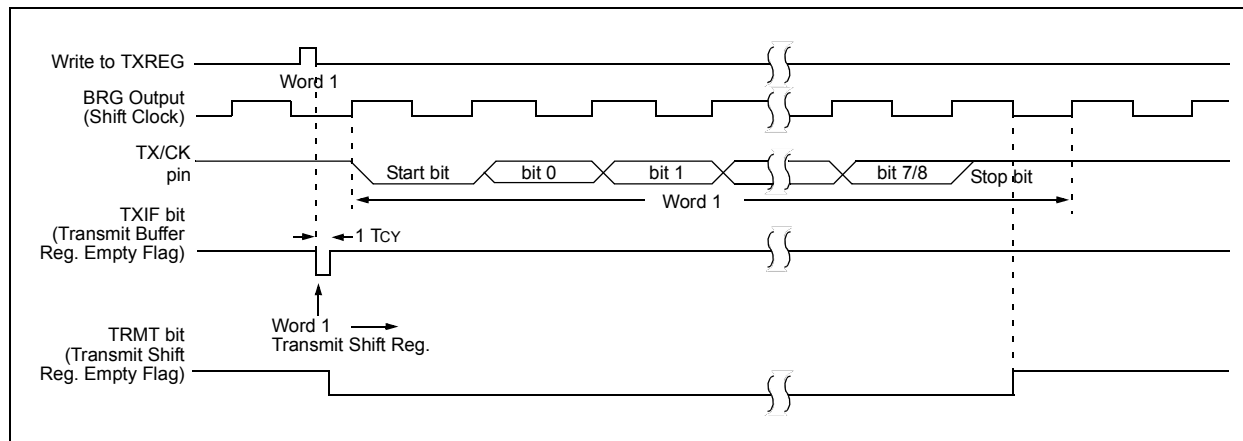 Write to TXREG
Word 1
BRG Output
(Shift Clock)
TX/CK
pin
Start bit
bit 0
bit 1
bit 7/8
Stop bit
Word 1
TXIF bit
(Transmit Buffer
Reg. Empty Flag)
1 TCY
Word 1
Transmit Shift Reg.
TRMT bit
(Transmit Shift
Reg. Empty Flag)